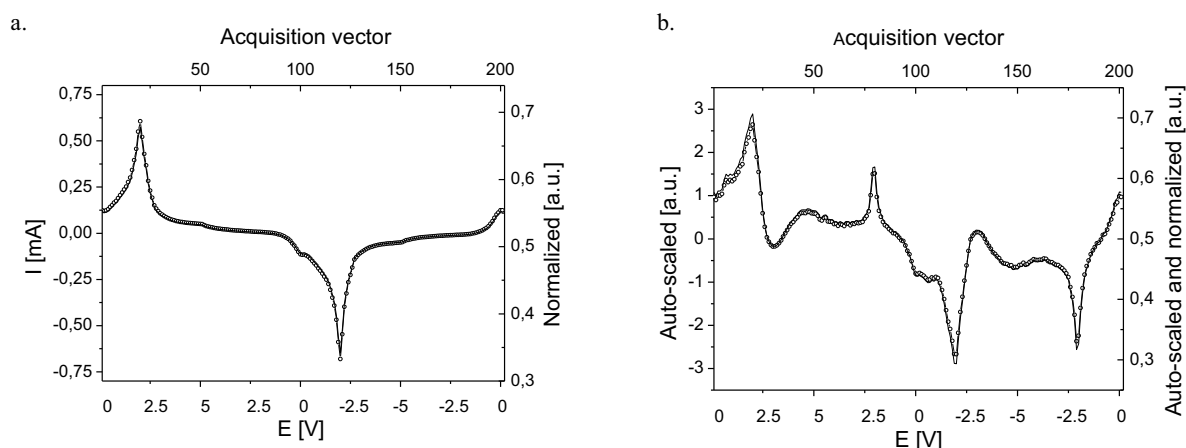 a.
Acquisition vector
50 100 150 200
0,75
0,50
0,25
0,00
-0,25
-0,50
-0,75
I [mA]
0,7
0,6
0,5
0,4
0,3
Normalized [a.u.]
0 2.5 5 0 -2.5 -5 -2.5 0
E [V]
b.
Acquisition vector
50 100 150 200
3
2
1
0
-1
-2
-3
Auto-scaled [a.u.]
0,7
0,6
0,5
0,4
0,3
Auto-scaled and normalized [a.u.]
0 2.5 5 0 -2.5 -5 -2.5 0
E [V]